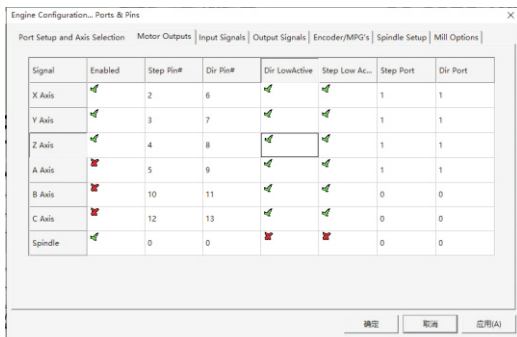 Engine Configuration... Ports & Pins
Port Setup and Axis Selection Motor Outputs Input Signals Output Signals Encoder/MPG's Spindle Setup Mill Options
Signal Enabled Step Pin# Dir Pin# Dir LowActive Step Low Ac... Step Port Dir Port
X Axis 2 6 1 1
Y Axis 3 7 1 1
Z Axis 4 8 1 1
A Axis 5 9 1 1
B Axis 10 11 0 0
C Axis 12 13 0 0
Spindle 0 0 0 0
确定 取消 应用(A)